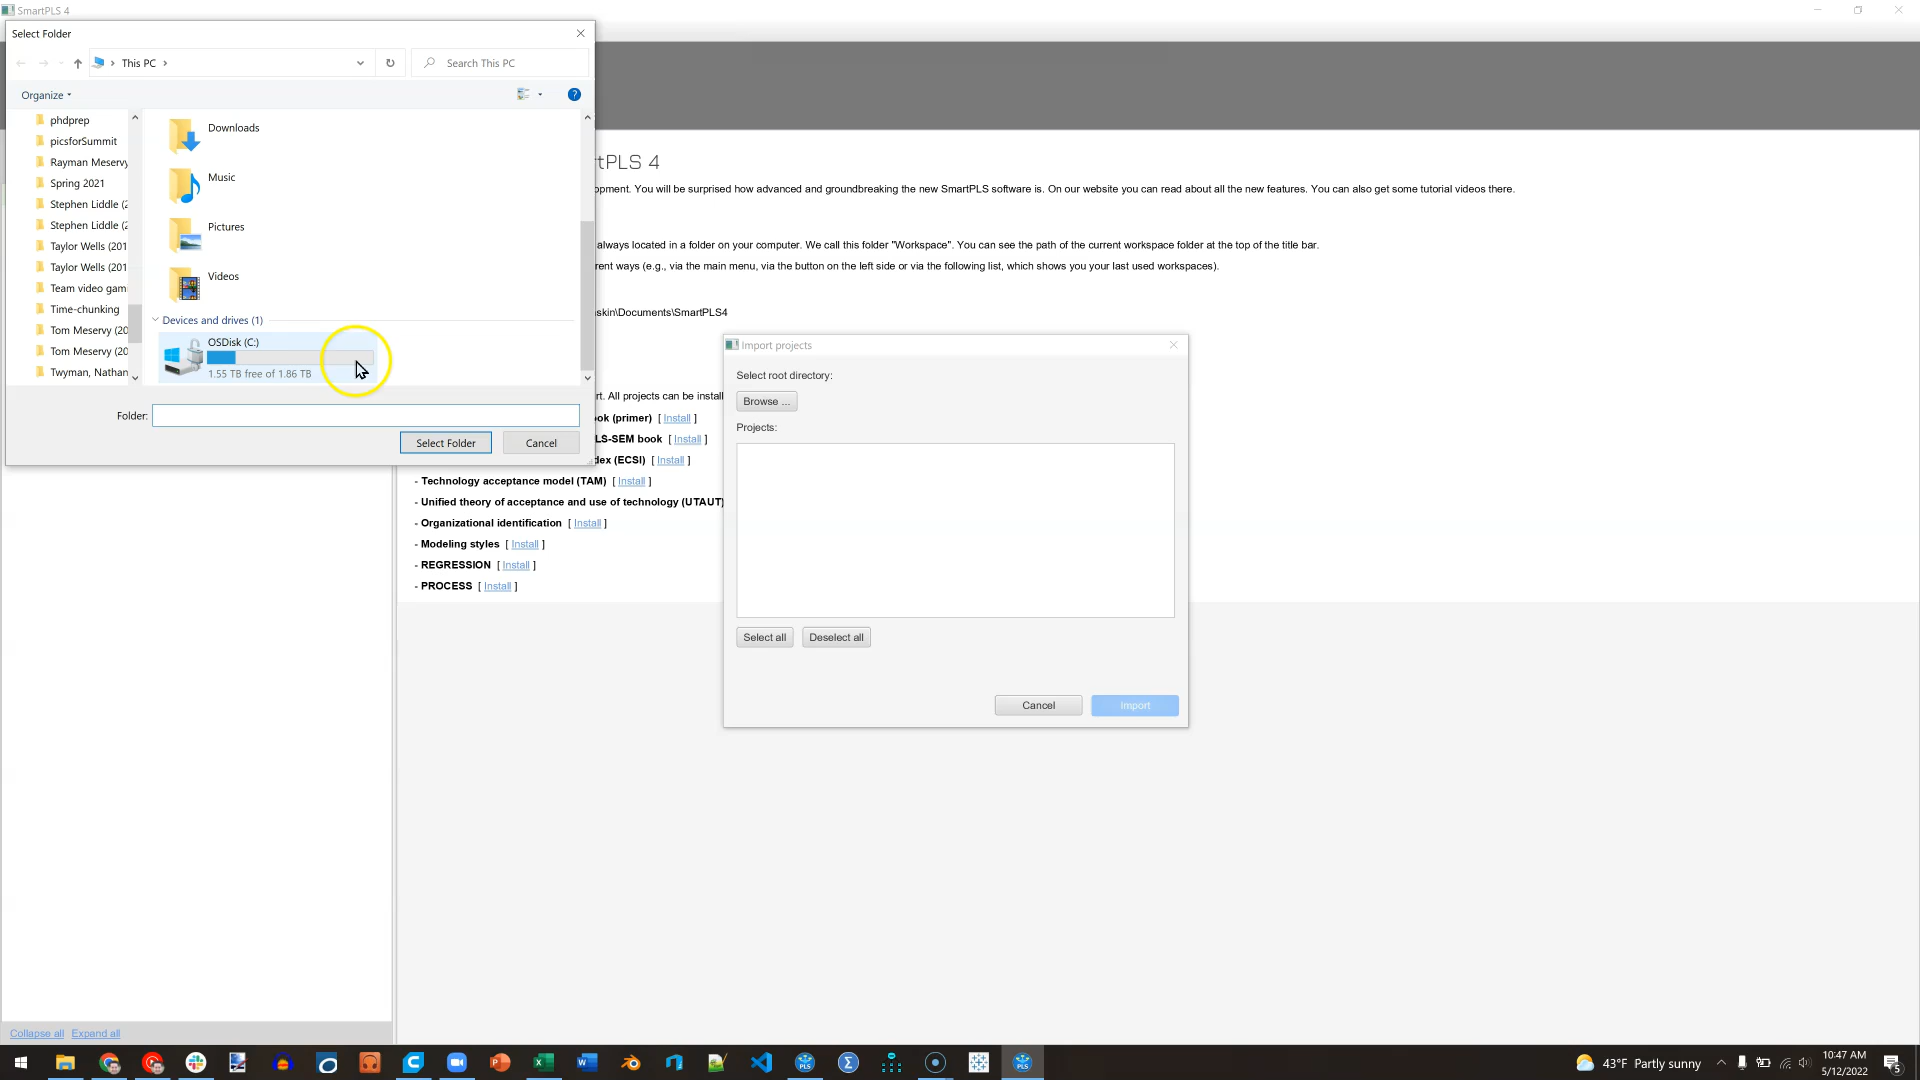 SmartPLS 4
Select Folder
This PC
Search This PC
Organize
phdprep
picsforSummit
Rayman Meservy
Spring 2021
Stephen Liddle (2
Stephen Liddle (2
Taylor Wells (201
Taylor Wells (201
Team video gam
Time-chunking
Tom Meservy (20
Tom Meservy (20
Twyman, Nathan
Downloads
Music
Pictures
Videos
Devices and drives (1)
OSDisk (C:)
1.55 TB free of 1.86 TB
Folder:
Select Folder
Cancel
rtPLS 4
opment. You will be surprised how advanced and groundbreaking the new SmartPLS software is. On our website you can read about all the new features. You can also get some tutorial videos there.
always located in a folder on your computer. We call this folder "Workspace". You can see the path of the current workspace folder at the top of the title bar.
rent ways (e.g., via the main menu, via the button on the left side or via the following list, which shows you your last used workspaces).
skin\Documents\SmartPLS4
rt. All projects can be install
ok (primer) [ Install ]
LS-SEM book [ Install ]
dex (ECSI) [ Install ]
- Technology acceptance model (TAM) [ Install ]
- Unified theory of acceptance and use of technology (UTAUT)
- Organizational identification [ Install ]
- Modeling styles [ Install ]
- REGRESSION [ Install ]
- PROCESS [ Install ]
Import projects
Select root directory:
Browse ...
Projects:
Select all
Deselect all
Cancel
Import
Collapse all Expand all
43°F Partly sunny
10:47 AM
5/12/2022
5